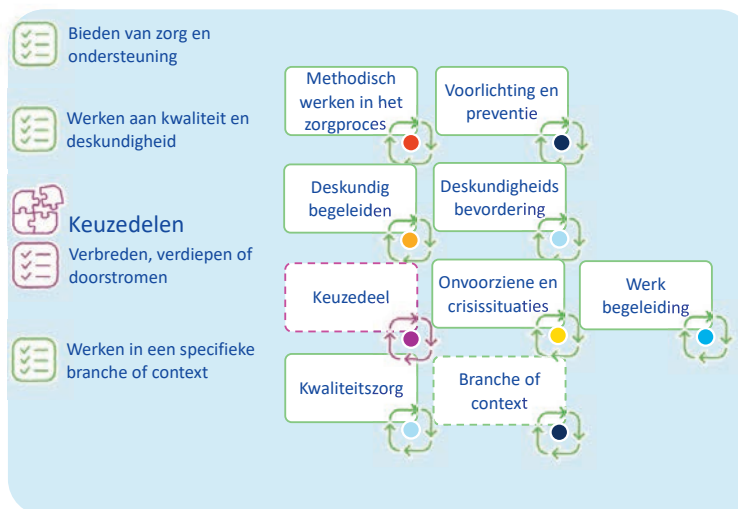 Bieden van zorg en
ondersteuning
Werken aan kwaliteit en
deskundigheid
Keuzedelen
Verbreden, verdiepen of
doorstromen
Werken in een specifieke
branche of context
Methodisch
werken in het
zorgproces
Voorlichting en
preventie
Deskundig
begeleiden
Deskundigheids
bevordering
Keuzedeel
Onvoorziene en
crisissituaties
Werk
begeleiding
Kwaliteitszorg
Branche of
context